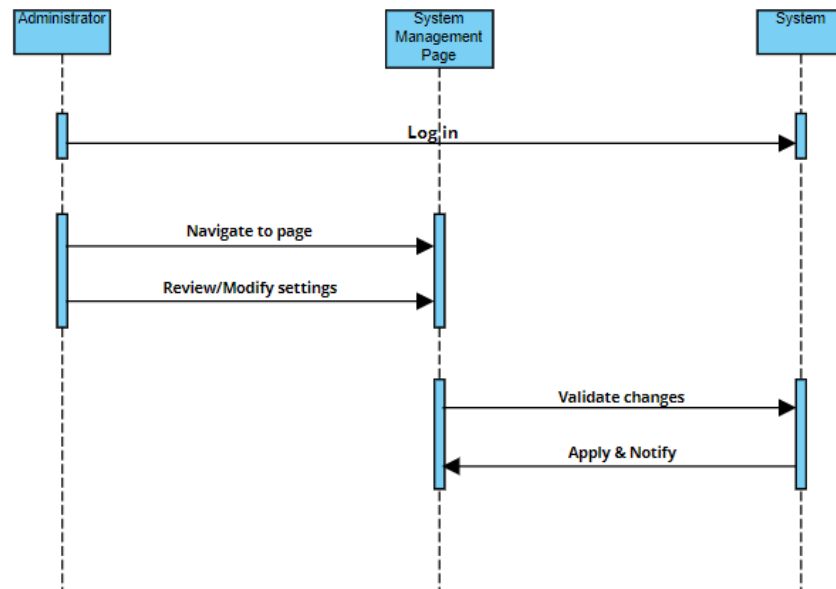 Administrator
System
Management
Page
System
Log in
Navigate to page
Review/Modify settings
Validate changes
Apply & Notify